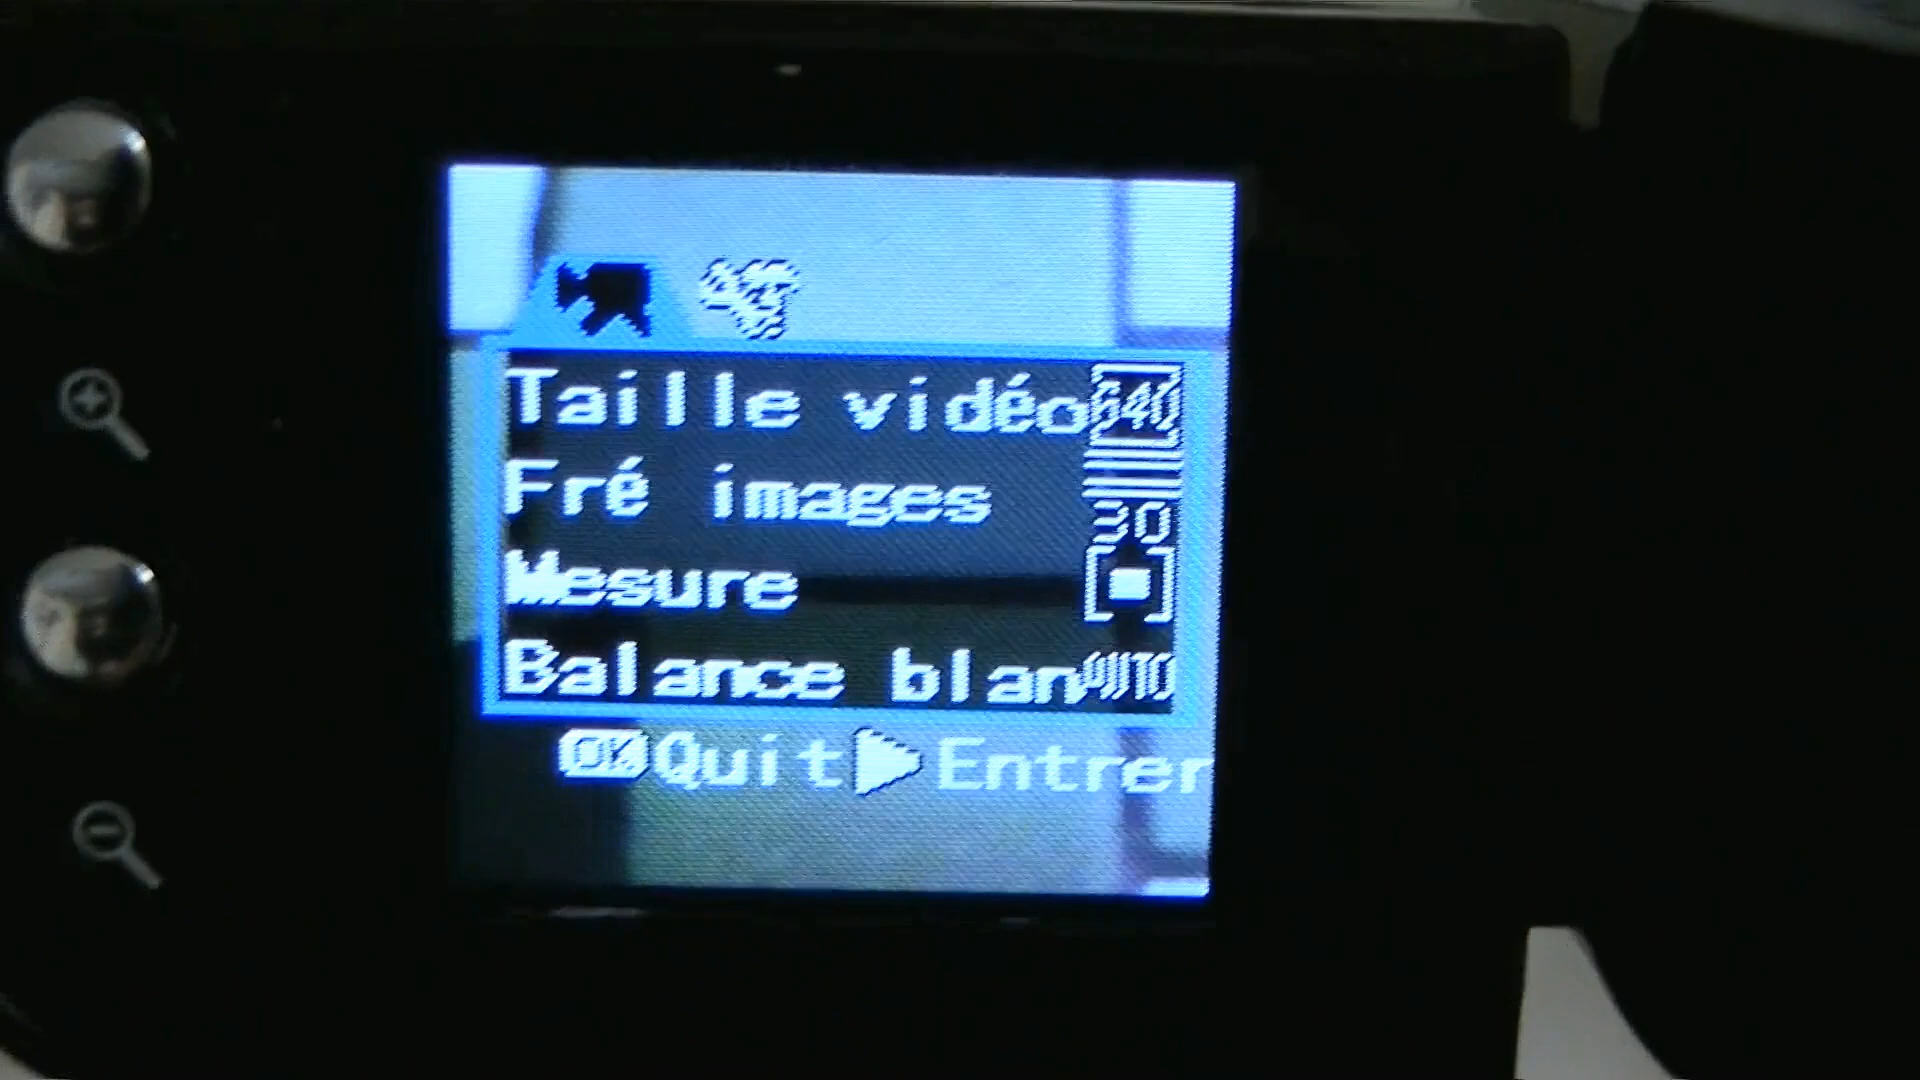 Taille vidéo 640
Fré images 30
Mesure
Balance blan AUTO
OK Quit Entrer